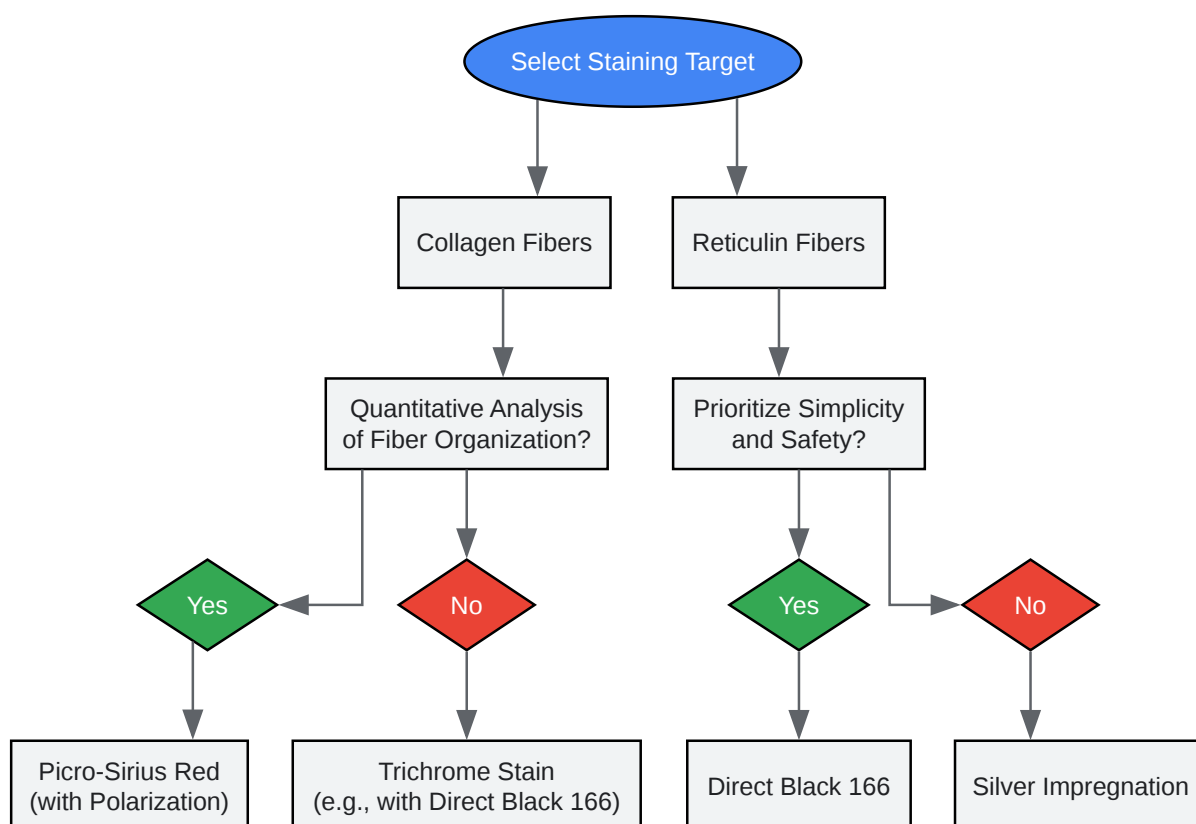 Select Staining Target
Collagen Fibers
Reticulin Fibers
Quantitative Analysis
of Fiber Organization?
Prioritize Simplicity
and Safety?
Yes
No
Yes
No
Picro-Sirius Red
(with Polarization)
Trichrome Stain
(e.g., with Direct Black 166)
Direct Black 166
Silver Impregnation